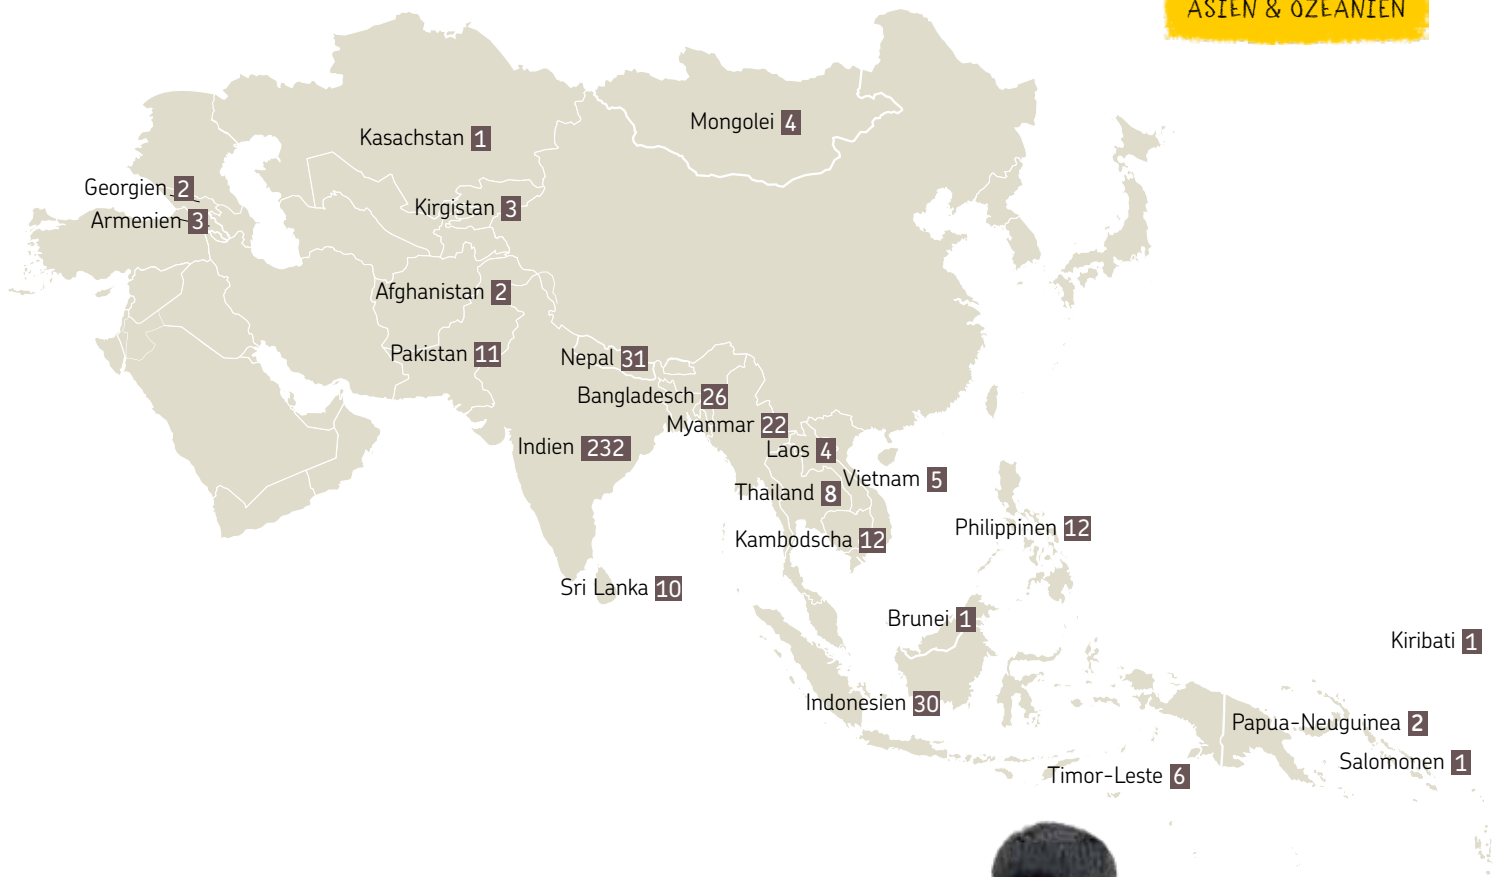 ASIEN & OZEANIEN
Mongolei 4
Kasachstan 1
Georgien 2
Kirgistan 3
Armenien 3
Afghanistan 2
Pakistan 11
Nepal 31
Bangladesch 26
Myanmar 22
Indien 232
Laos 4
Vietnam 5
Thailand 8
Philippinen 12
Kambodscha 12
Sri Lanka 10
Brunei 1
Kiribati 1
Indonesien 30
Papua-Neuguinea 2
Salomonen 1
Timor-Leste 6